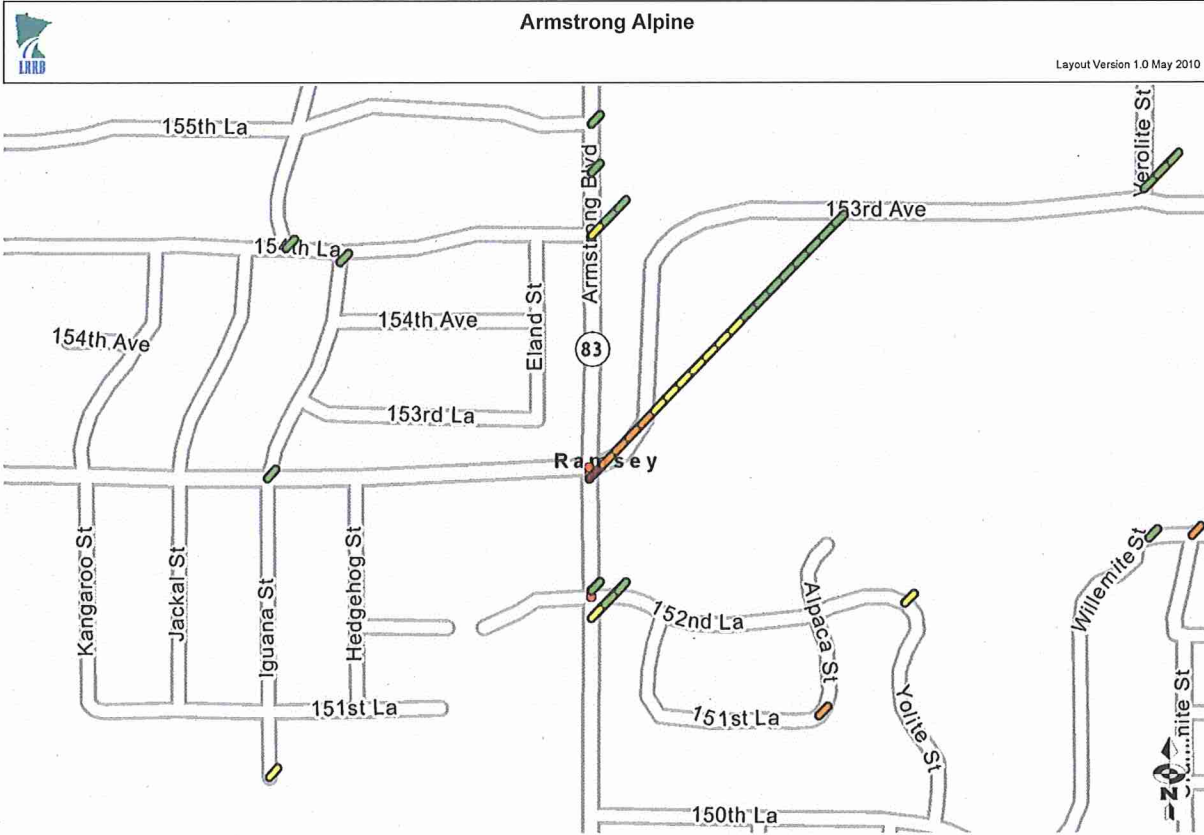 Armstrong Alpine
LRRB
Layout Version 1.0 May 2010
155th La
Armstrong Blvd
153rd Ave
154th La
154th Ave
154th Ave
Eland St
83
153rd La
Ramsey
Kangaroo St
Jackal St
Iguana St
Hedgehog St
Willemite St
152nd La
Alpaca St
151st La
151st La
Yolite St
150th La
N